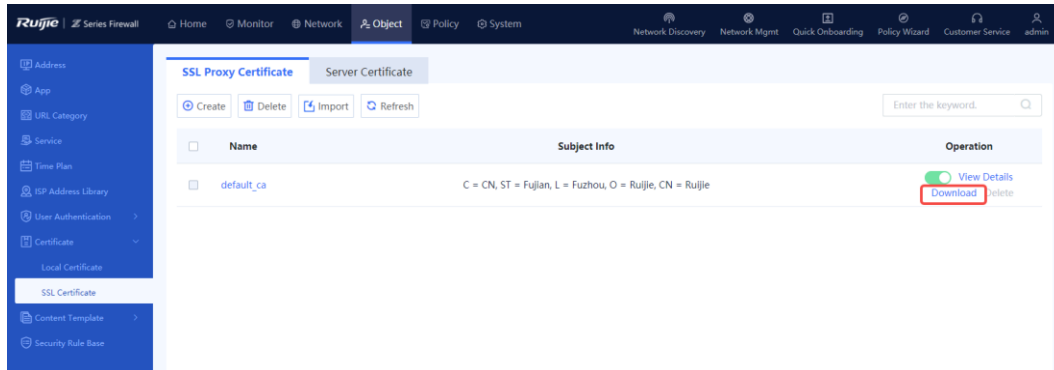 Ruijie | Z Series Firewall
Home Monitor Network Object Policy System
Network Discovery Network Mgmt Quick Onboarding Policy Wizard Customer Service admin
Address
App
URL Category
Service
Time Plan
ISP Address Library
User Authentication
Certificate
Local Certificate
SSL Certificate
Content Template
Security Rule Base
SSL Proxy Certificate Server Certificate
Create Delete Import Refresh
Enter the keyword.
Name Subject Info Operation
default_ca C = CN, ST = Fujian, L = Fuzhou, O = Ruijie, CN = Ruijie View Details
Download Delete